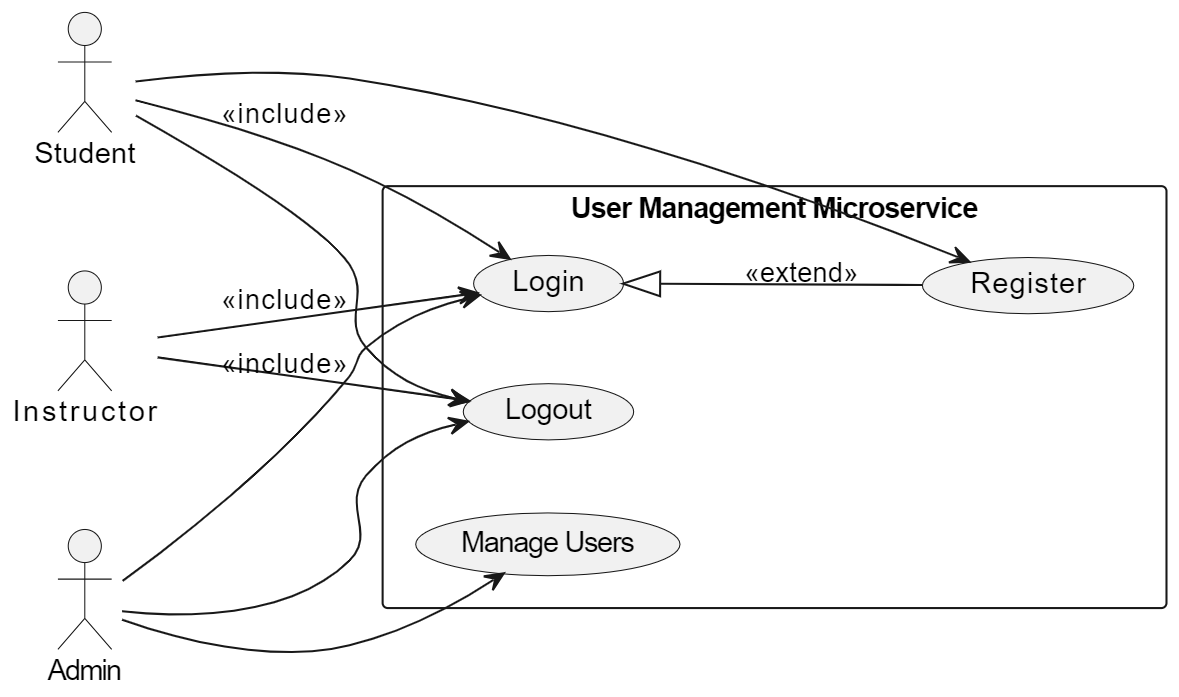 «include»
Student
User Management Microservice
Login
«extend»
Register
«include»
«include»
Instructor
Logout
Manage Users
Admin